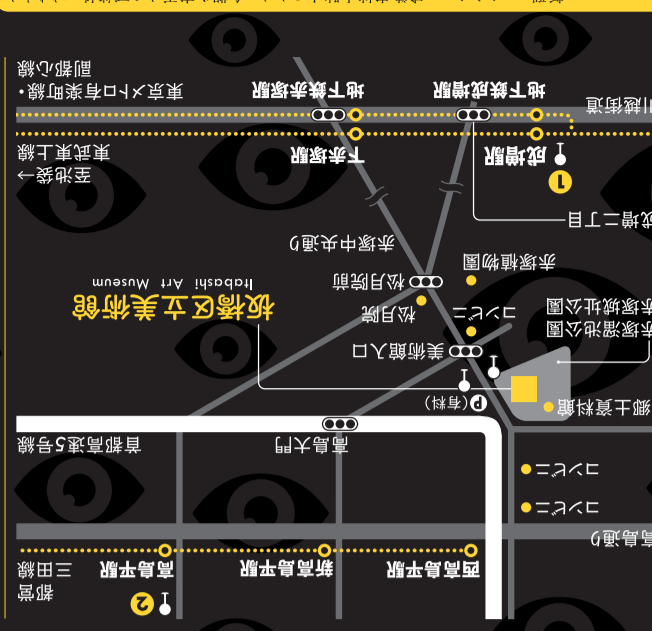 2
都営
三田線
西高島平駅
新高島平駅
高島平駅
高島通り
コンビニ
コンビニ
首都高速5号線
高島大門
郷土資料館
P(有料)
美術館入口
赤塚溜池公園
赤塚城址公園
コンビニ
松月院
板橋区立美術館
Itabashi Art Museum
松月院前
赤塚植物園
赤塚中央通り
成増二丁目
1
至池袋→
東武東上線
成増駅
下赤塚駅
川越街道
地下鉄成増駅
地下鉄赤塚駅
東京メトロ有楽町線・
副都心線